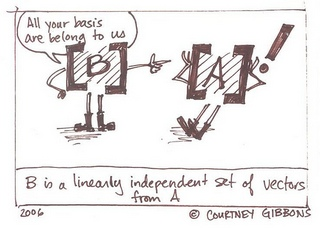 All your basis
are belong to us
[B]
[A]
!
B is a linearly independent set of vectors
from A
2006
© COURTNEY GIBBONS